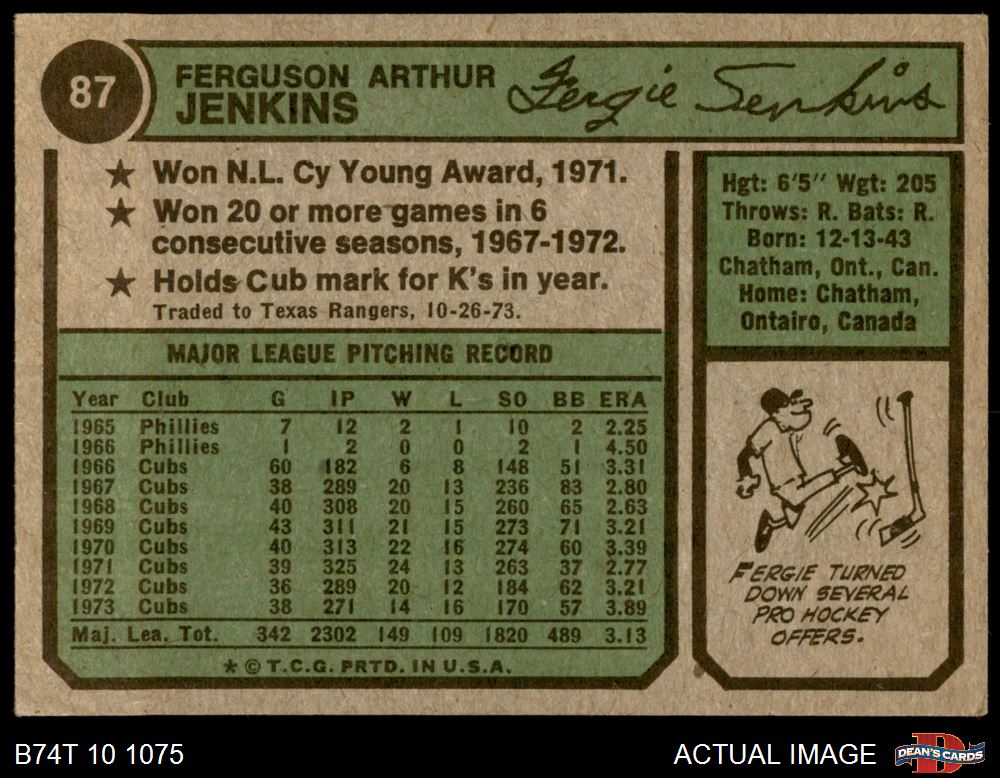 87
FERGUSON ARTHUR
JENKINS
Fergie Jenkins
★ Won N.L. Cy Young Award, 1971.
★ Won 20 or more games in 6
consecutive seasons, 1967-1972.
★ Holds Cub mark for K's in year.
Traded to Texas Rangers, 10-26-73.
Hgt: 6'5" Wgt: 205
Throws: R. Bats: R.
Born: 12-13-43
Chatham, Ont., Can.
Home: Chatham,
Ontairo, Canada
MAJOR LEAGUE PITCHING RECORD
Year Club G IP W L SO BB ERA
1965 Phillies 7 12 2 1 10 2 2.25
1966 Phillies 1 2 0 0 2 1 4.50
1966 Cubs 60 182 6 8 148 51 3.31
1967 Cubs 38 289 20 13 236 83 2.80
1968 Cubs 40 308 20 15 260 65 2.63
1969 Cubs 43 311 21 15 273 71 3.21
1970 Cubs 40 313 22 16 274 60 3.39
1971 Cubs 39 325 24 13 263 37 2.77
1972 Cubs 36 289 20 12 184 62 3.21
1973 Cubs 38 271 14 16 170 57 3.89
Maj. Lea. Tot. 342 2302 149 109 1820 489 3.13
* © T.C.G. PRTD. IN U.S.A.
FERGIE TURNED
DOWN SEVERAL
PRO HOCKEY
OFFERS.
B74T 10 1075
ACTUAL IMAGE
DEAN'S CARDS